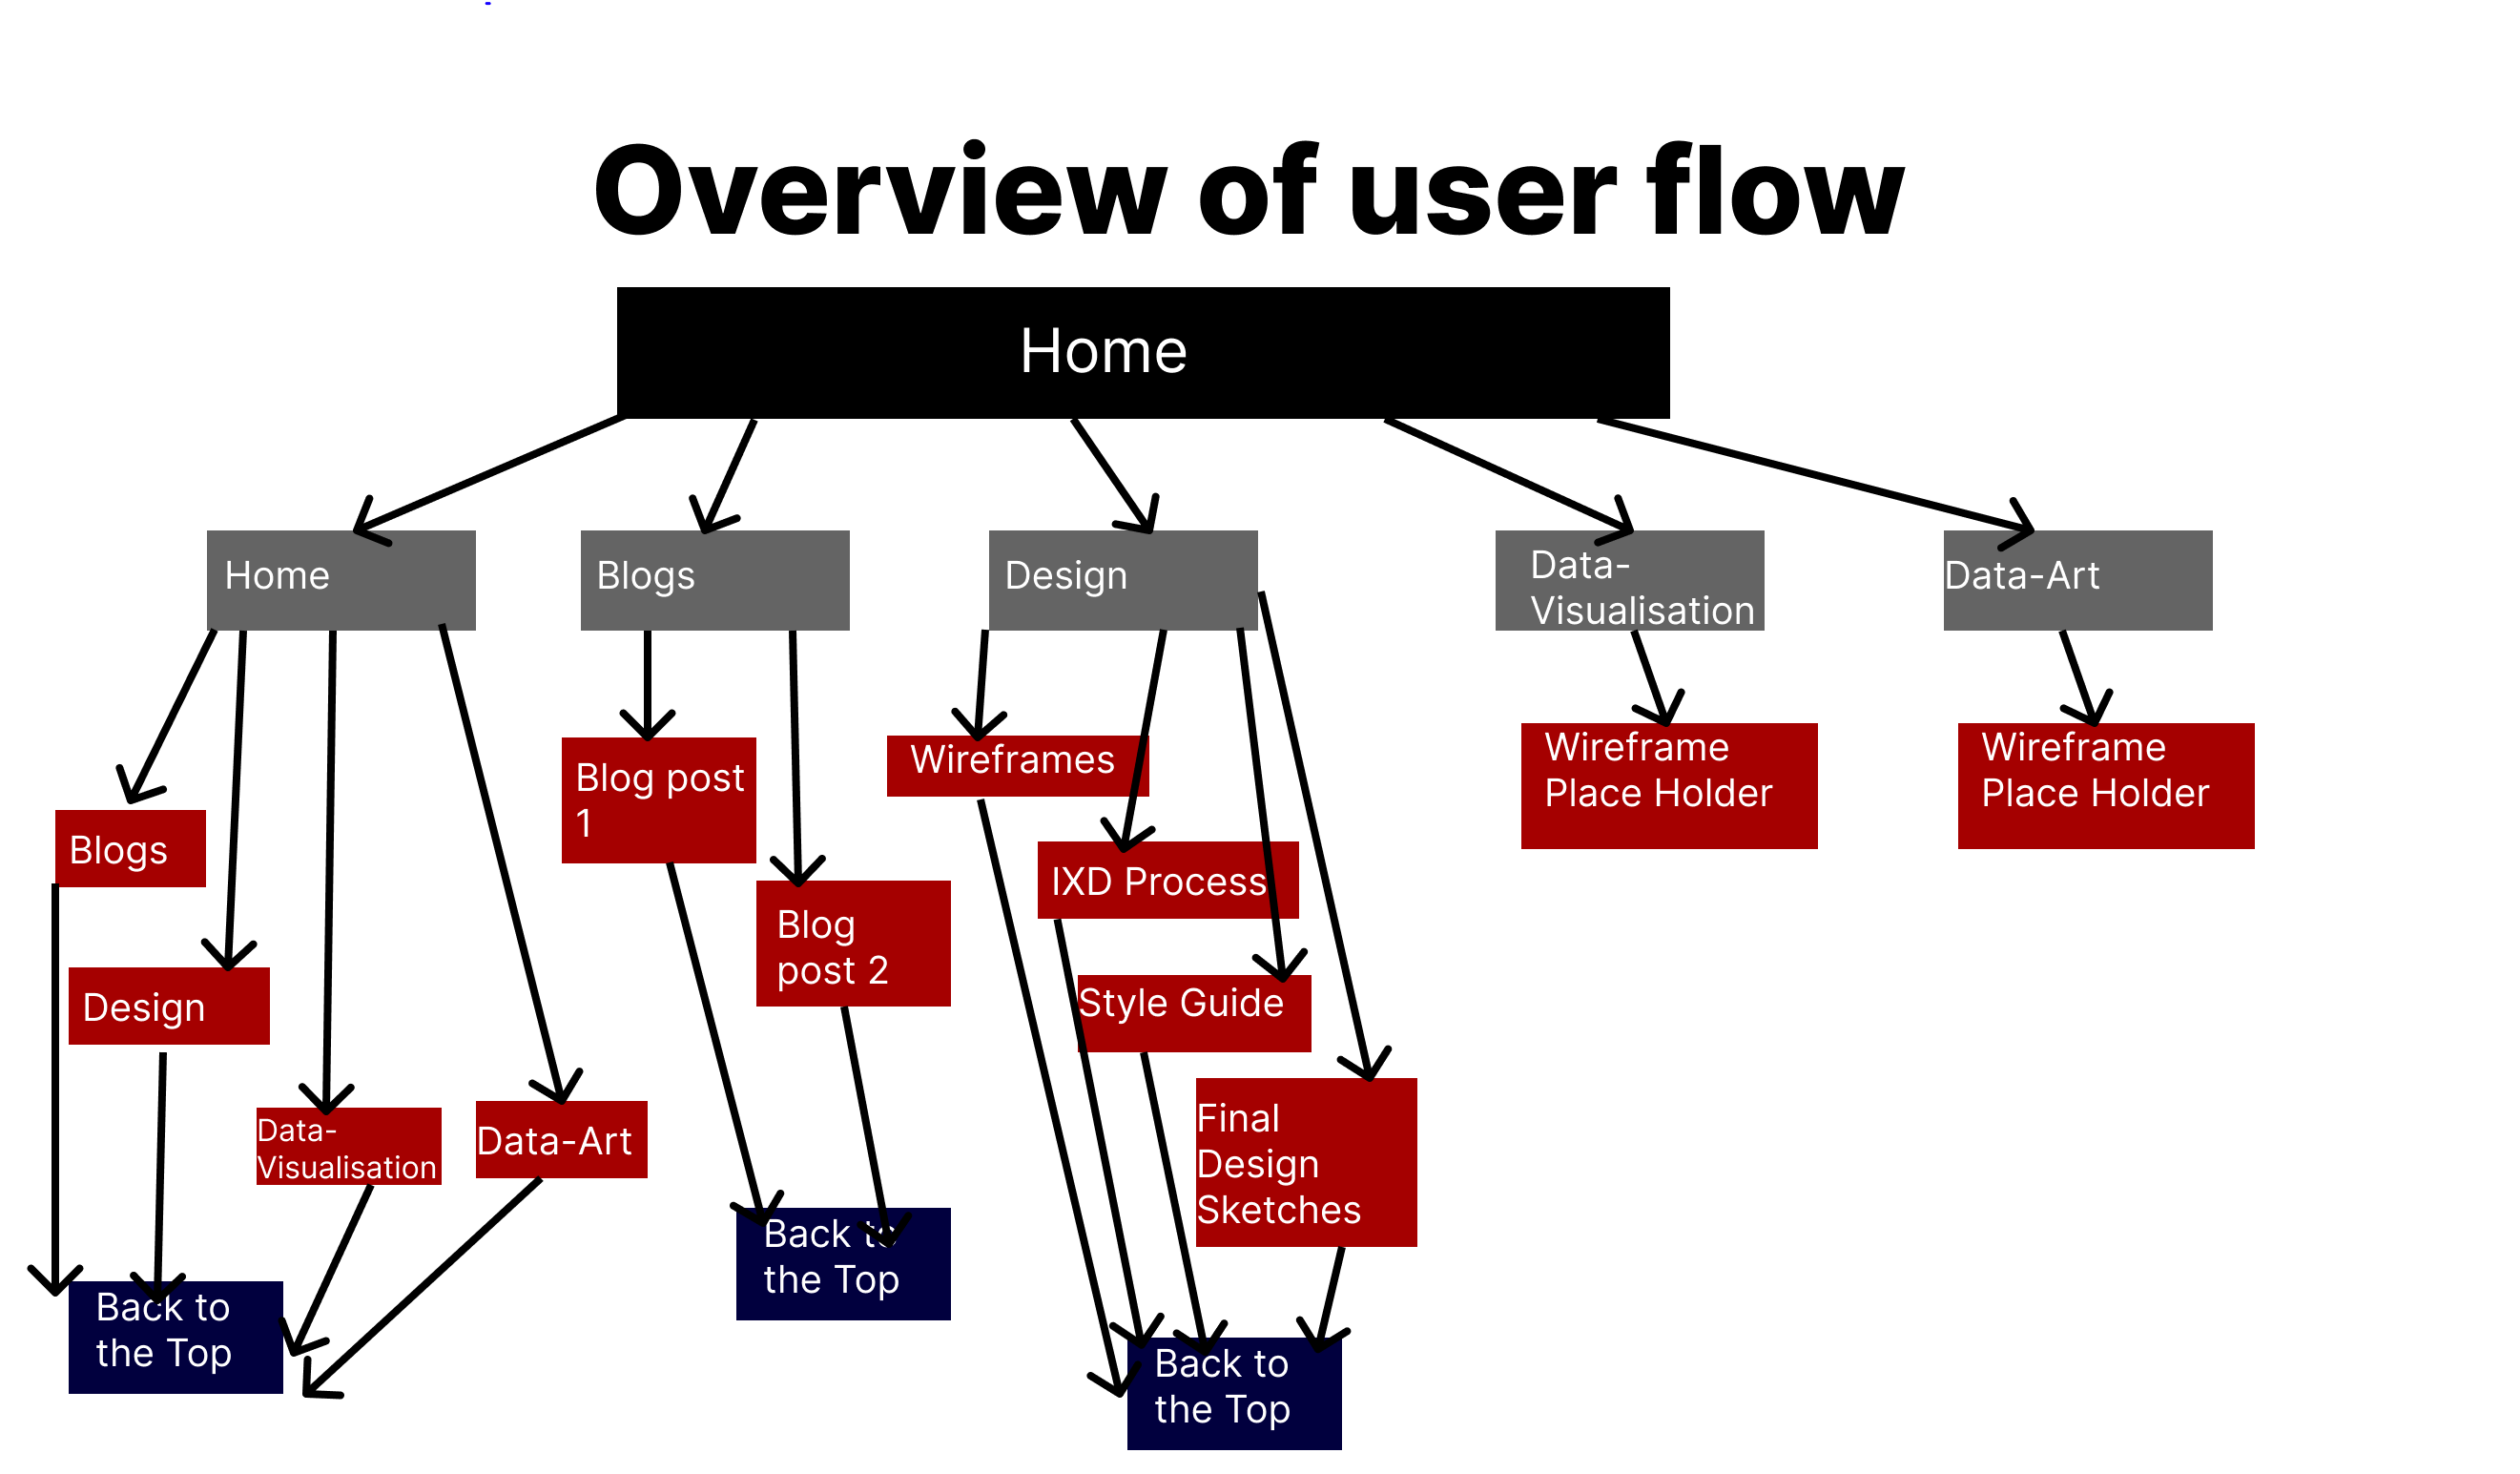 Overview of user flow
Home
Home
Blogs
Design
Data-
Visualisation
Data-Art
Blogs
Design
Data-
Visualisation
Data-Art
Back to
the Top
Blog post
1
Blog
post 2
Back to
the Top
Wireframes
IXD Process
Style Guide
Final
Design
Sketches
Back to
the Top
Wireframe
Place Holder
Wireframe
Place Holder